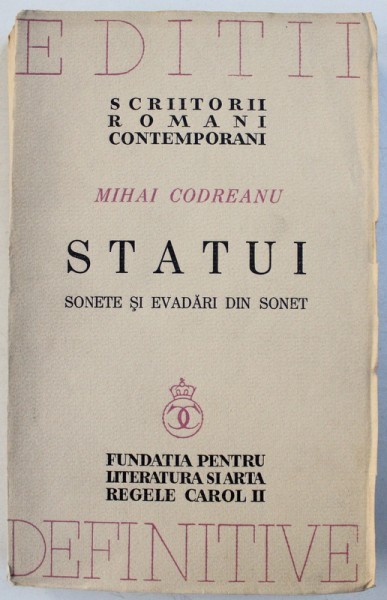 EDITII
SCRIITORII
ROMANI
CONTEMPORANI
MIHAI CODREANU
STATUI
SONETE ȘI EVADĂRI DIN SONET
FUNDATIA PENTRU
LITERATURA SI ARTA
REGELE CAROL II
DEFINITIVE